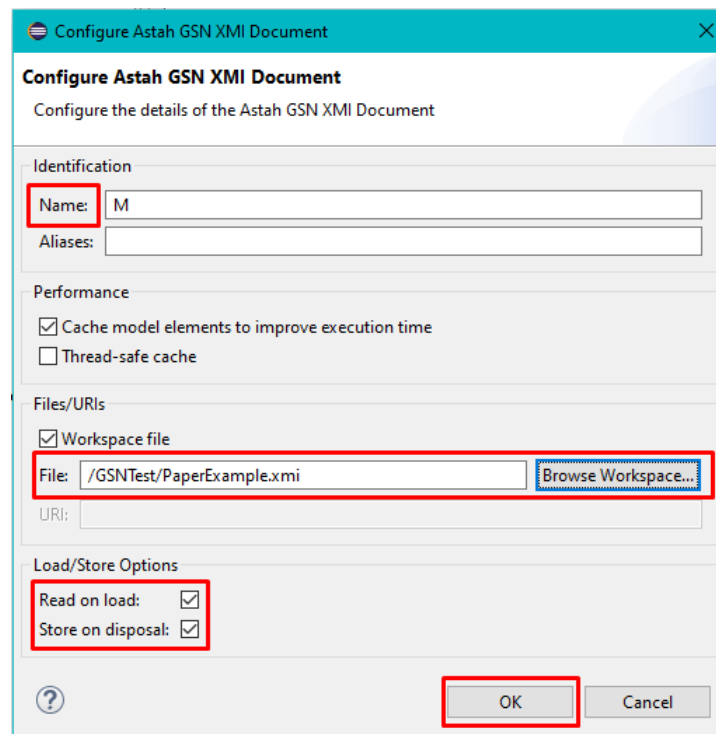 Configure Astah GSN XMI Document
Configure Astah GSN XMI Document
Configure the details of the Astah GSN XMI Document
Identification
Name: M
Aliases:
Performance
Cache model elements to improve execution time
Thread-safe cache
Files/URIs
Workspace file
File: /GSNTest/PaperExample.xmi Browse Workspace...
URI:
Load/Store Options
Read on load:
Store on disposal:
OK Cancel